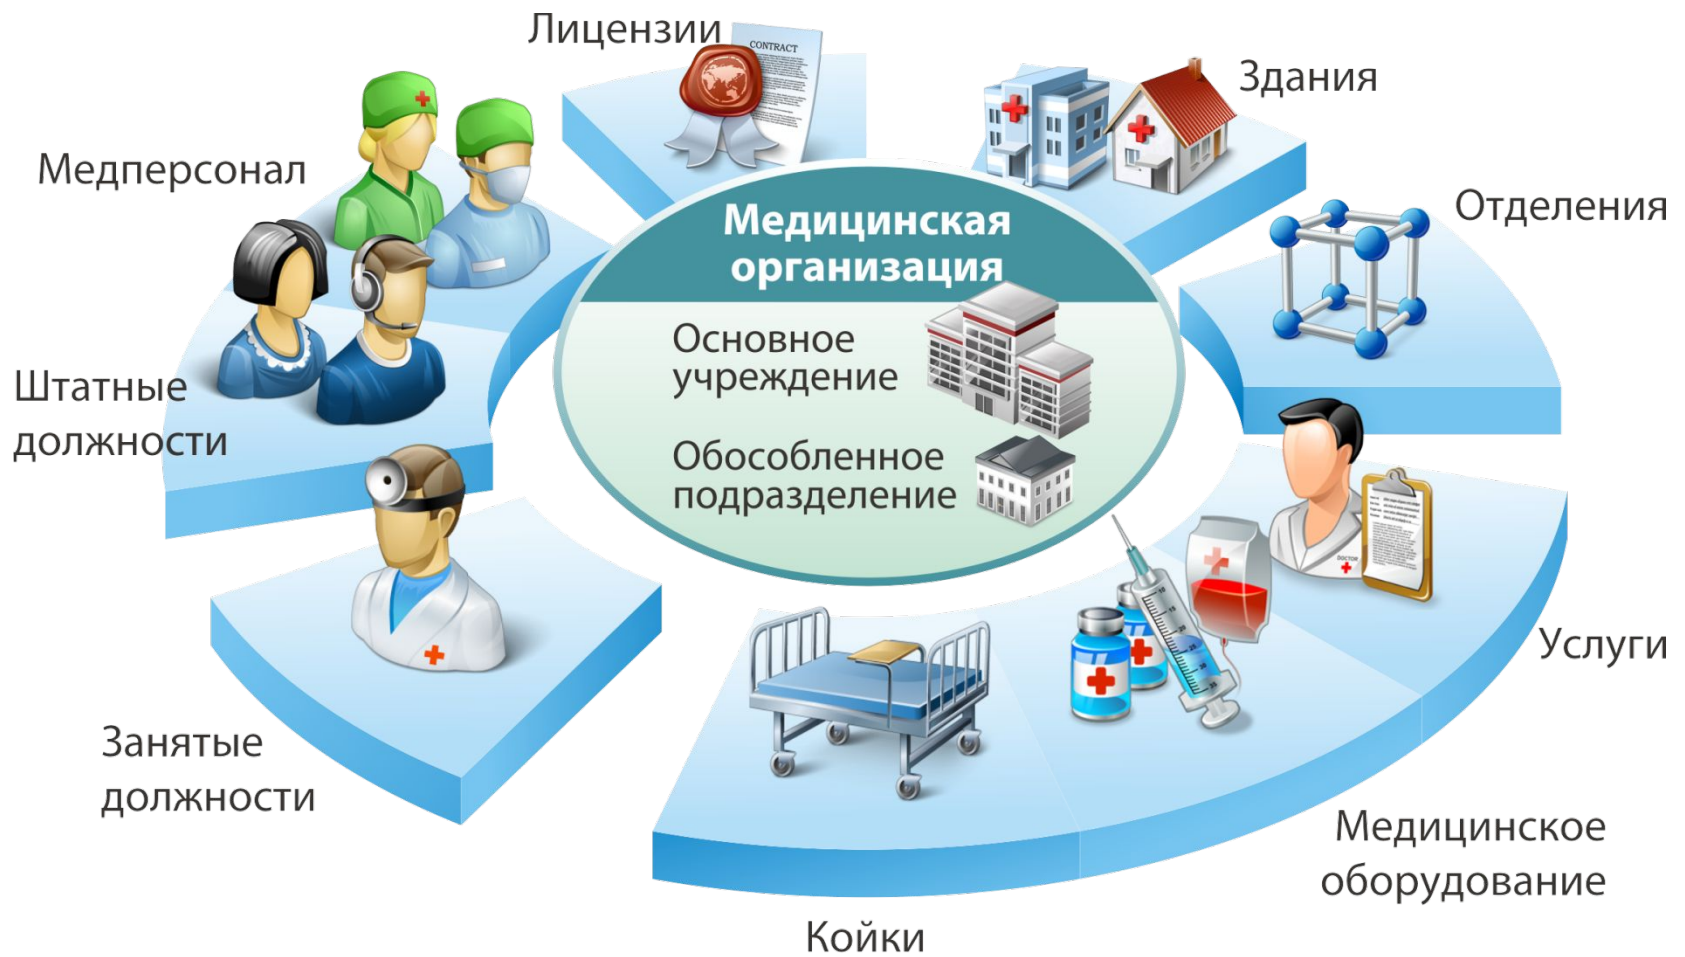 Лицензии
CONTRACT
Здания
Медперсонал
Отделения
Медицинская
организация
Основное
учреждение
Штатные
должности
Обособленное
подразделение
DOCTOR
Услуги
Занятые
должности
Медицинское
оборудование
Койки